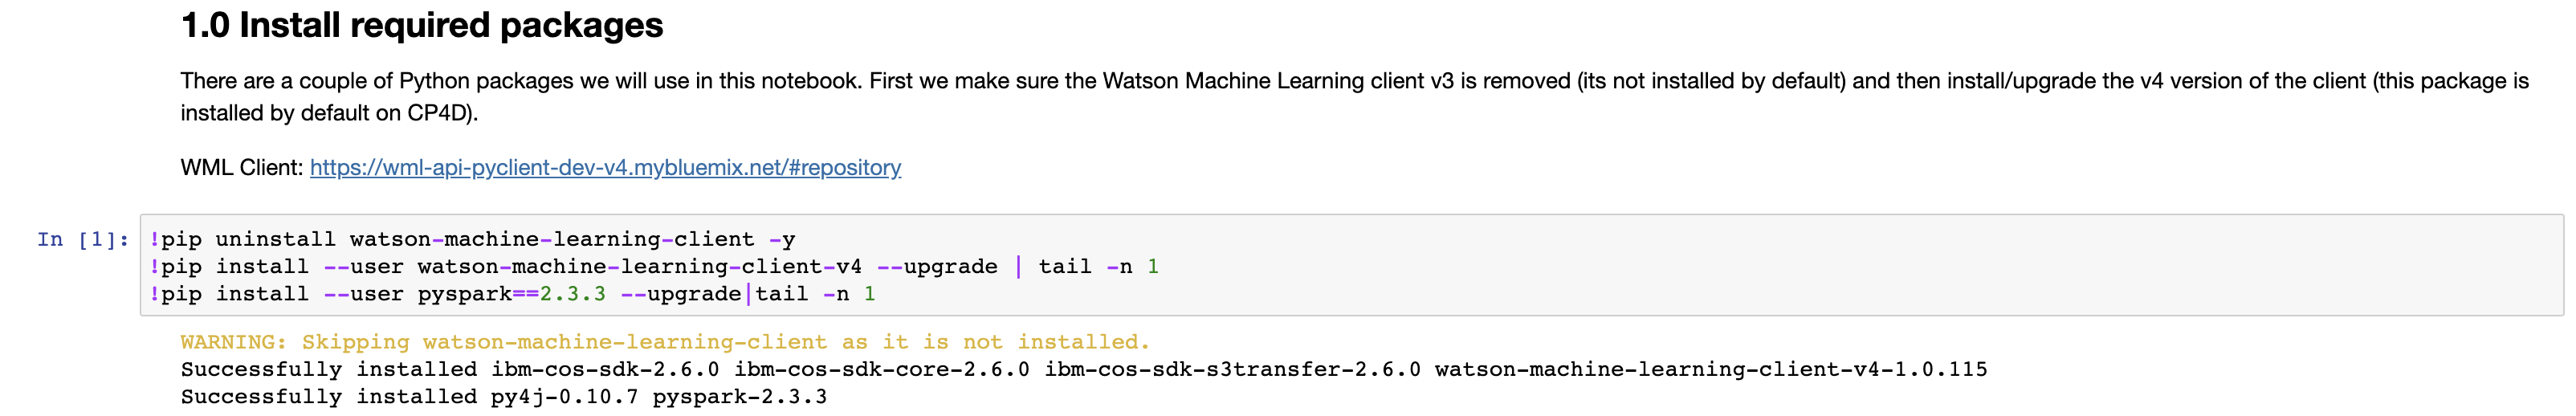 1.0 Install required packages
There are a couple of Python packages we will use in this notebook. First we make sure the Watson Machine Learning client v3 is removed (its not installed by default) and then install/upgrade the v4 version of the client (this package is
installed by default on CP4D).
WML Client: https://wml-api-pyclient-dev-v4.mybluemix.net/#repository
In [1]: !pip uninstall watson-machine-learning-client -y
!pip install --user watson-machine-learning-client-v4 --upgrade | tail -n 1
!pip install --user pyspark==2.3.3 --upgrade|tail -n 1
WARNING: Skipping watson-machine-learning-client as it is not installed.
Successfully installed ibm-cos-sdk-2.6.0 ibm-cos-sdk-core-2.6.0 ibm-cos-sdk-s3transfer-2.6.0 watson-machine-learning-client-v4-1.0.115
Successfully installed py4j-0.10.7 pyspark-2.3.3